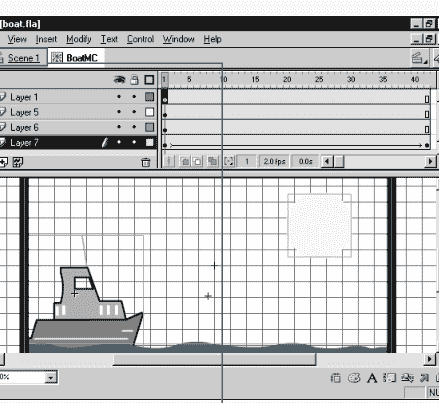 [boat.fla]
View Insert Modify Text Control Window Help
Scene 1 BoatMC
1 5 10 15 20 25 30 35 40
Layer 1
Layer 5
Layer 6
Layer 7
1 2.0 fps 0.0s
0%
A
NU